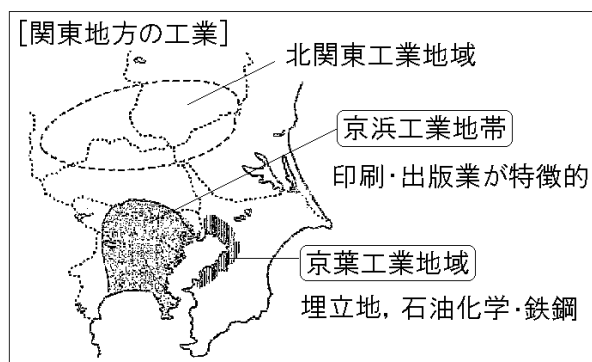 [関東地方の工業]
北関東工業地域
京浜工業地帯
印刷・出版業が特徴的
京葉工業地域
埋立地，石油化学・鉄鋼